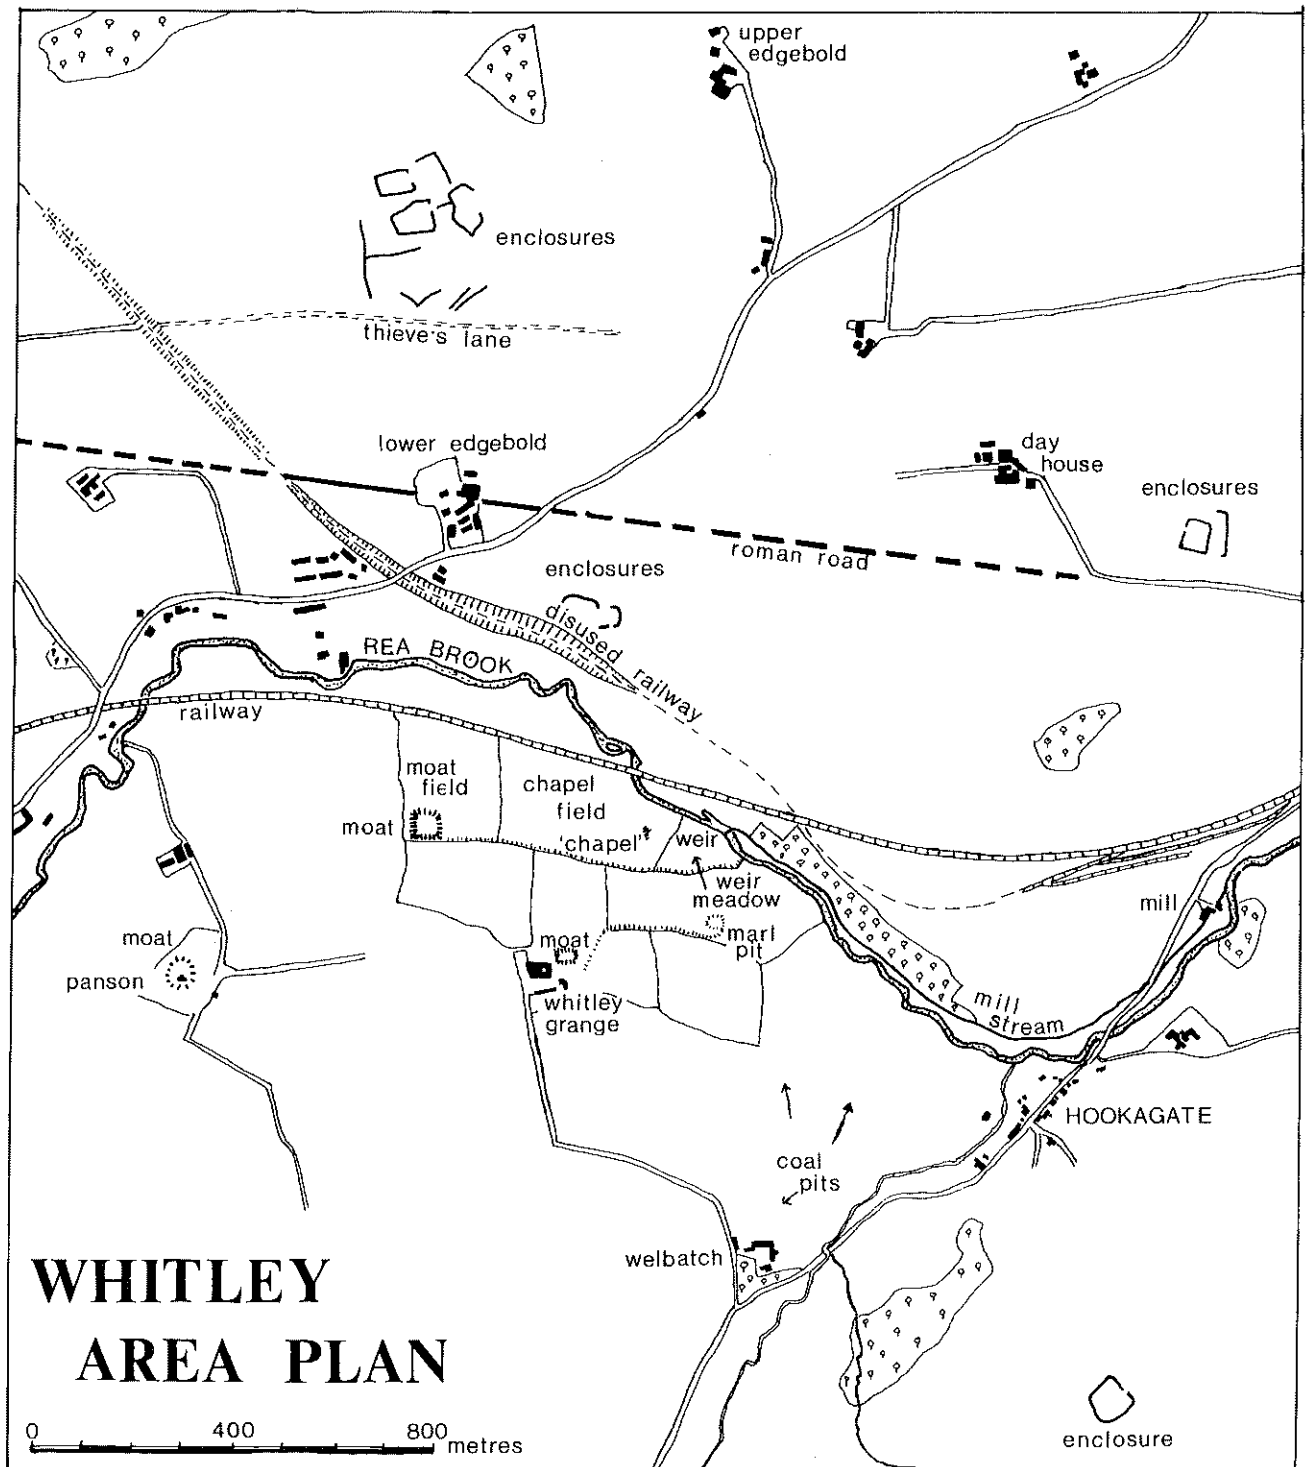 upper
edgebold
enclosures
thieve's lane
lower edgebold
day
house
enclosures
roman road
enclosures
disused railway
REA BROOK
railway
moat
field
chapel
field
moat
'chapel'
weir
weir
meadow
mill
moat
moat
marl
pit
panson
whitley
grange
mill
stream
HOOKAGATE
coal
pits
welbatch
WHITLEY
AREA PLAN
0 400 800 metres
enclosure